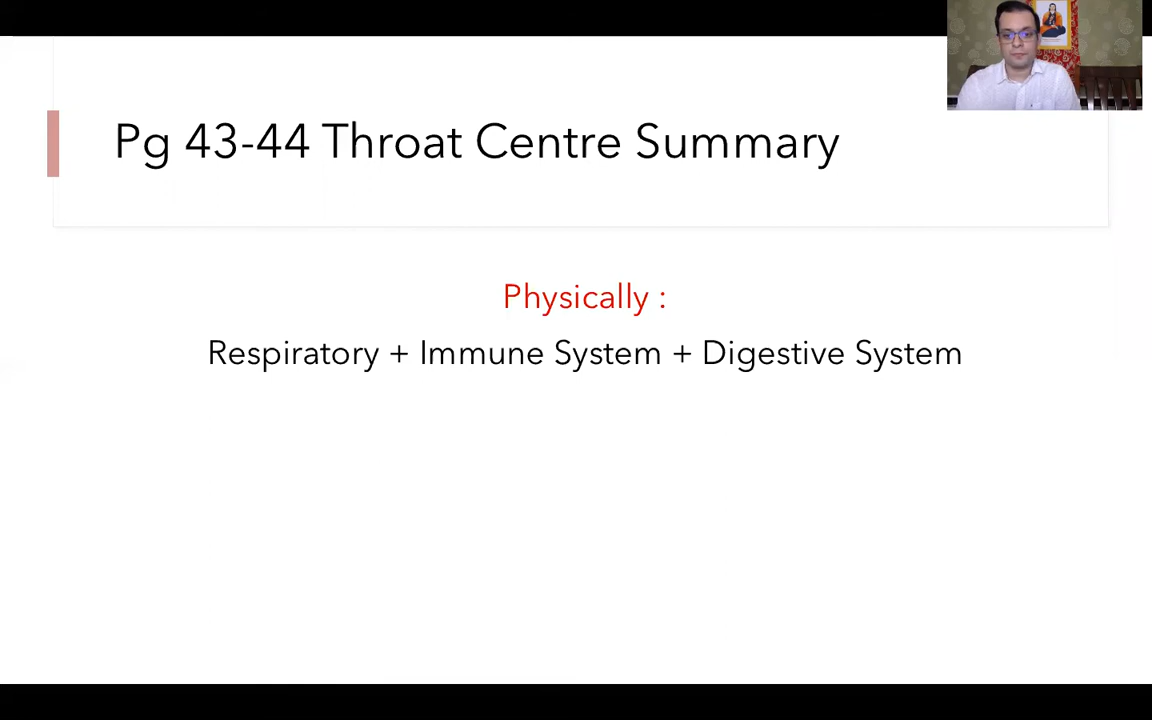 Pg 43-44 Throat Centre Summary
Physically :
Respiratory + Immune System + Digestive System